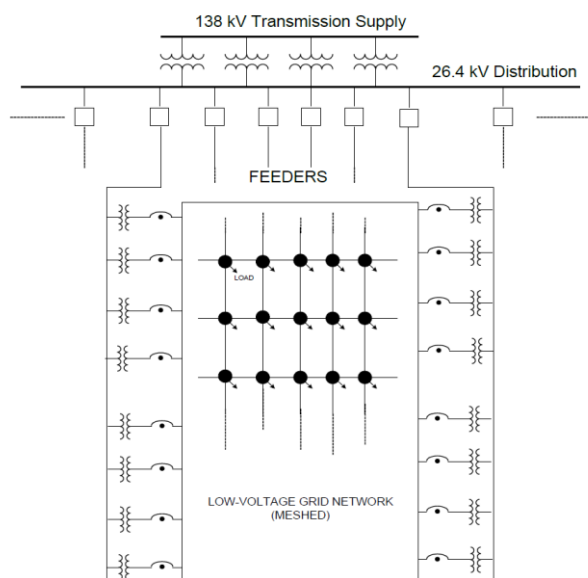 138 kV Transmission Supply
26.4 kV Distribution
FEEDERS
LOAD
LOW-VOLTAGE GRID NETWORK
(MESHED)